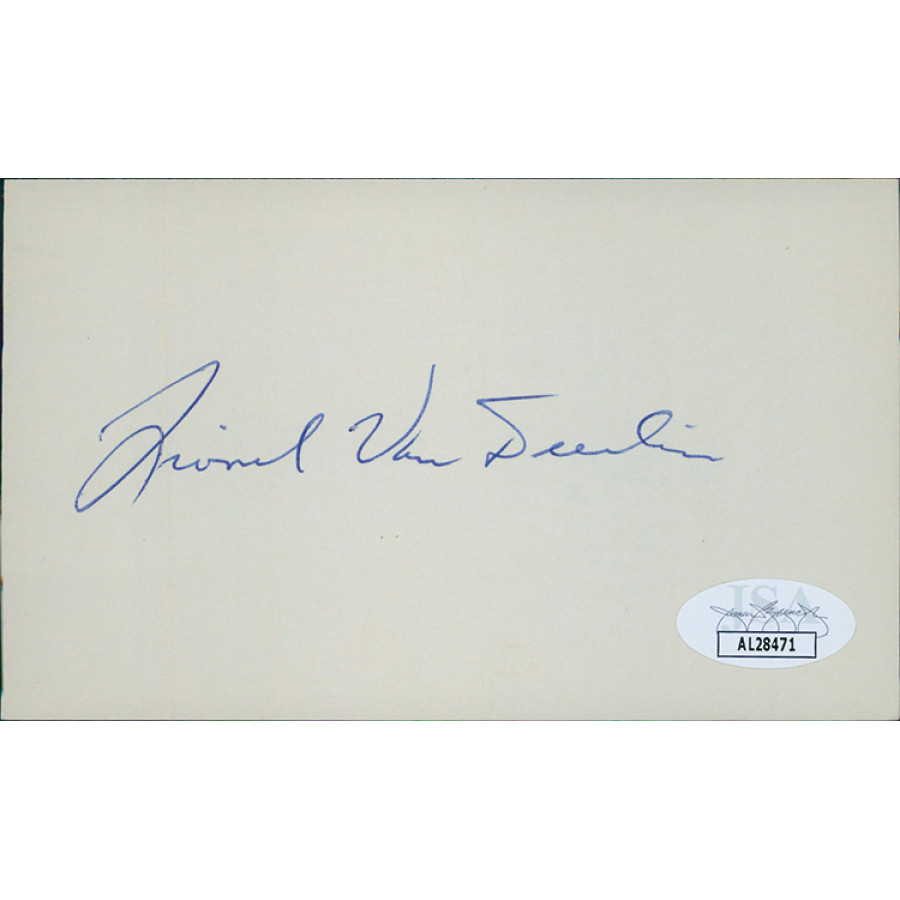 Lionel Van Deerlin
JSA
AL28471